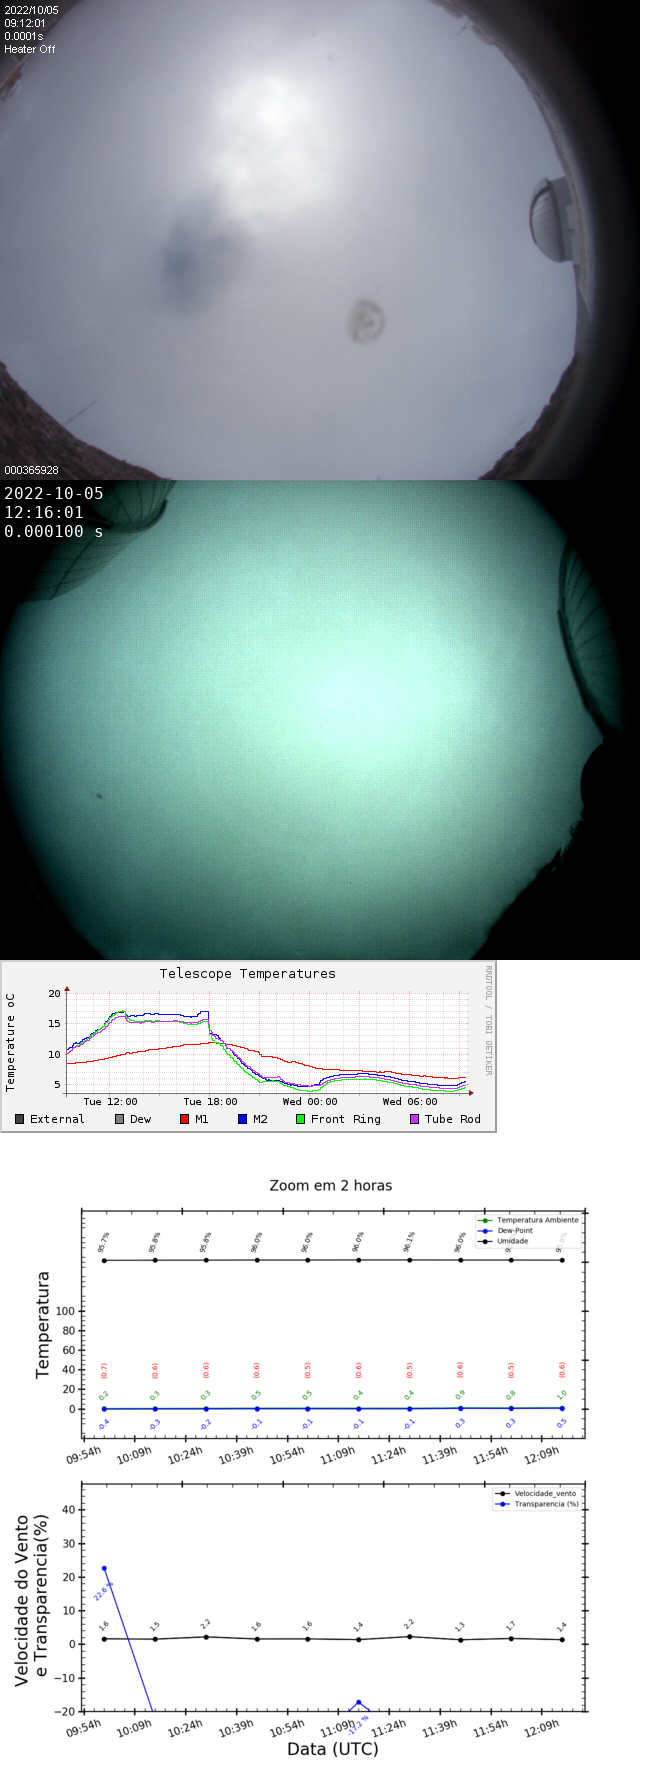 2022/10/05
09:12:01
0.0001s
Heater Off
000365928
2022-10-05
12:16:01
0.000100 s
Telescope Temperatures
RRDTOOL / TOBI OETIKER
Temperature oC
20
15
10
5
Tue 12:00 Tue 18:00 Wed 00:00 Wed 06:00
External Dew M1 M2 Front Ring Tube Rod
Zoom em 2 horas
Temperatura Ambiente
Dew-Point
Umidade
95.7% 95.8% 95.8% 96.0% 96.0% 96.0% 96.1% 96.0%
Temperatura
100
80
60
40
20
0
(0.7) (0.6) (0.6) (0.6) (0.5) (0.6) (0.5) (0.6) (0.5) (0.6)
0.2 0.3 0.3 0.5 0.5 0.4 0.4 0.9 0.8 1.0
-0.4 -0.3 -0.2 -0.1 -0.1 -0.1 -0.1 0.3 0.3 0.5
09:54h 10:09h 10:24h 10:39h 10:54h 11:09h 11:24h 11:39h 11:54h 12:09h
Velocidade_vento
Transparencia (%)
Velocidade do Vento
e Transparencia(%)
40
30
20
10
0
−10
−20
22.6 %
1.6 1.5 2.2 1.6 1.6 1.4 2.2 1.3 1.7 1.4
-17.2 %
09:54h 10:09h 10:24h 10:39h 10:54h 11:09h 11:24h 11:39h 11:54h 12:09h
Data (UTC)